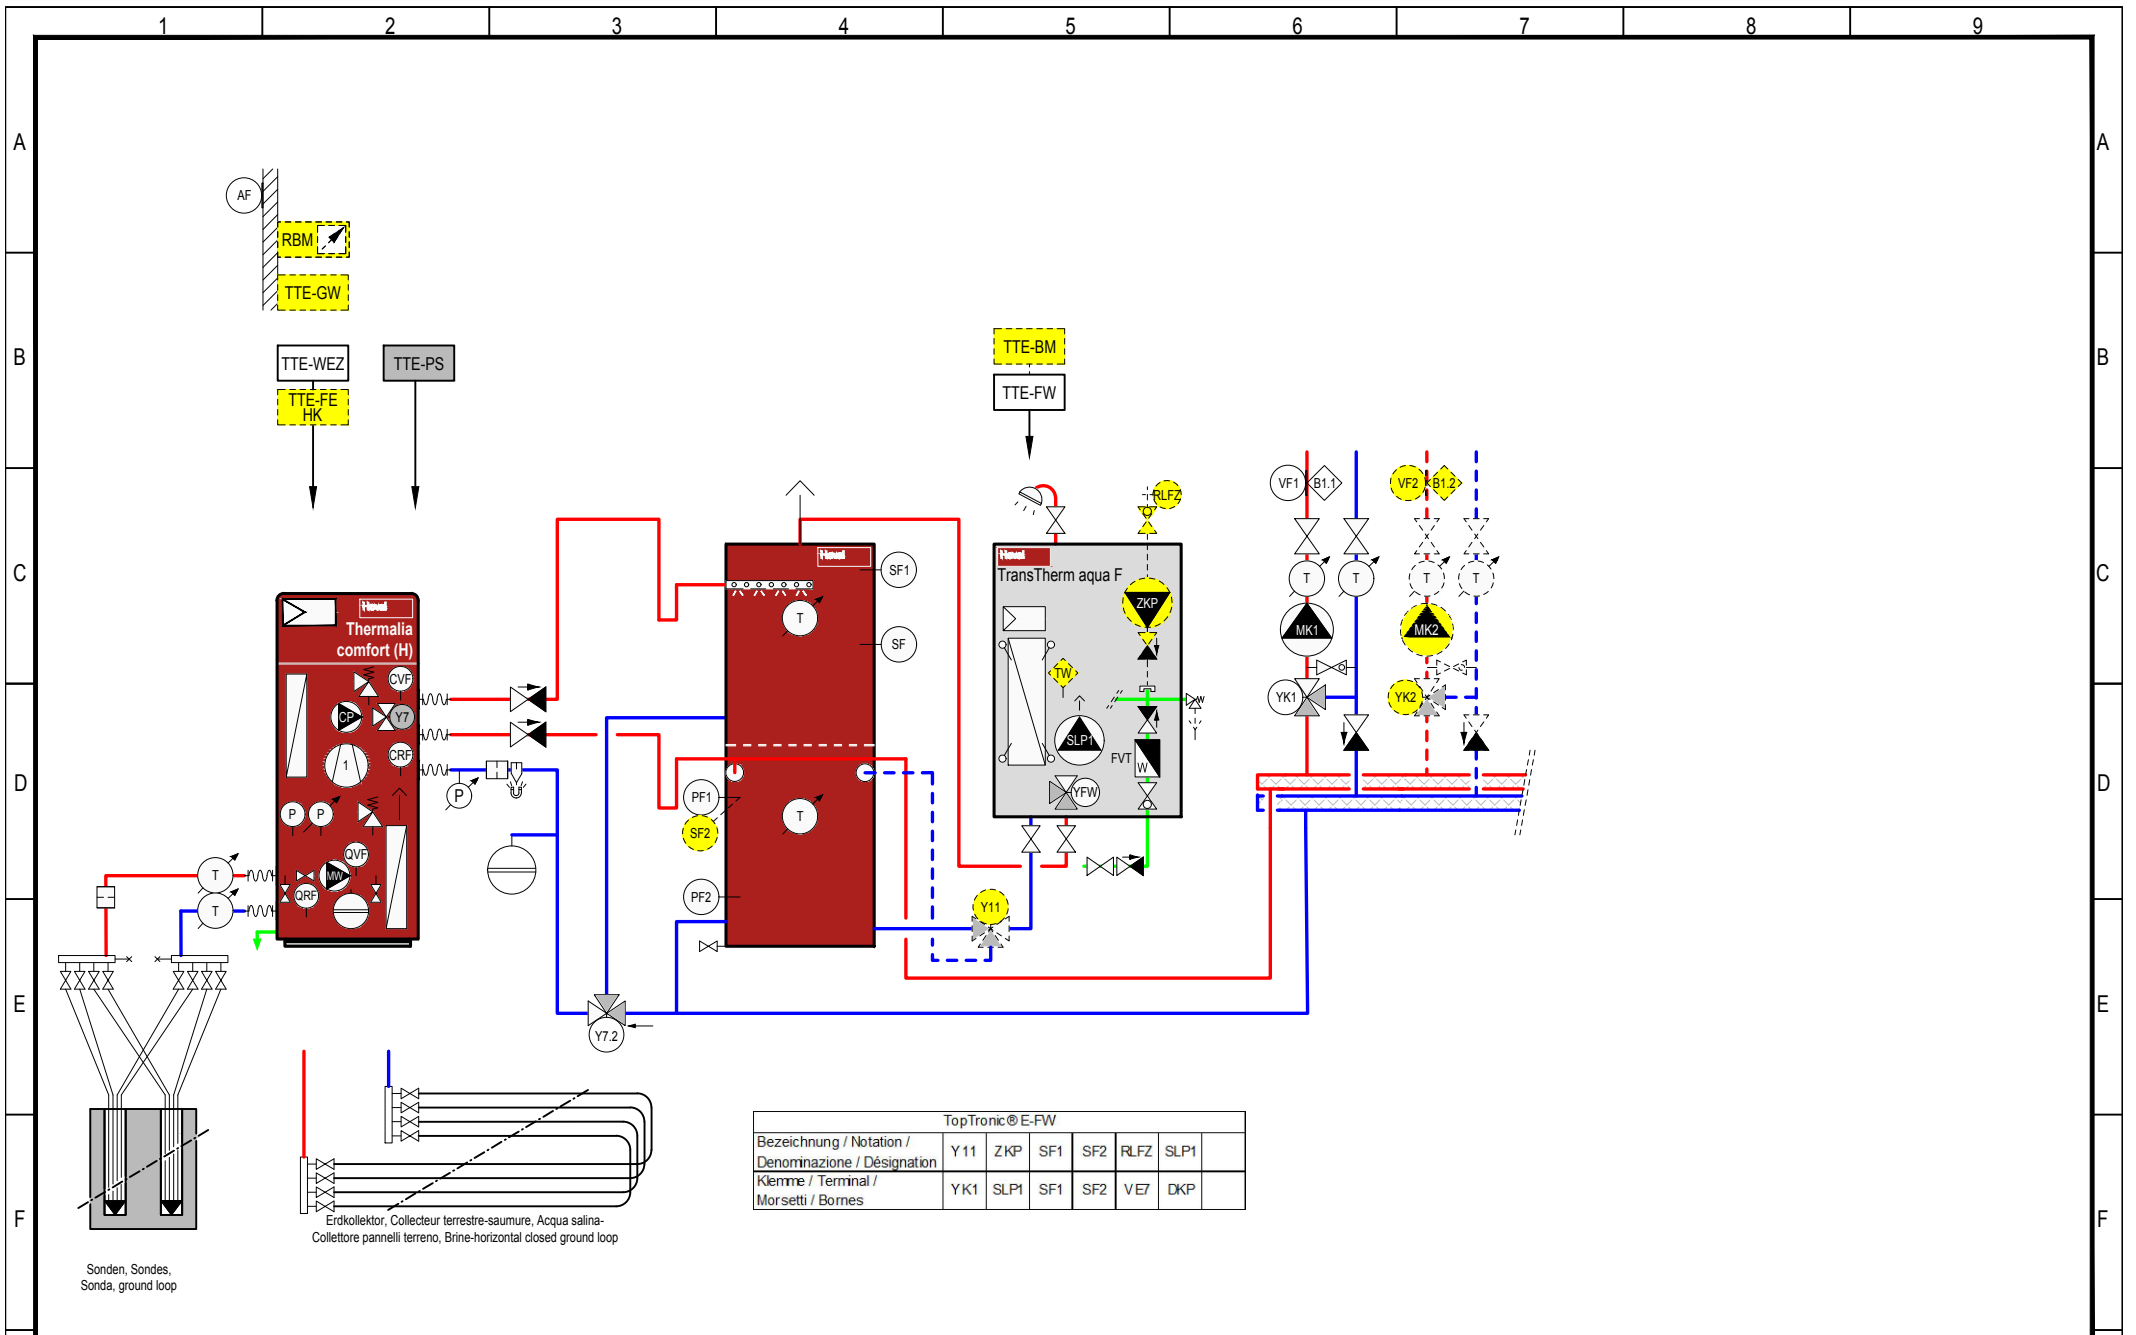 1 2 3 4 5 6 7 8 9
A A
AF
RBM
TTE-GW
B B
TTE-WEZ TTE-PS
TTE-FE
HK
TTE-BM
TTE-FW
VF1 B1.1 VF2 B1.2
RLFZ
C C
Hoval
SF1
Hoval
TransTherm aqua F
T T T T
ZKP
Hoval
Thermalia
comfort (H)
T
MK1 MK2
SF
CVF
TW
YK1 YK2
W
CP Y7
SLP1
CRF
1
FVT
W
D D
P
PF1
YFW
P P
T
SF2
QVF
T
MW
QRF
PF2
T
Y11
E E
Y7.2
TopTronic®E-FW
Bezeichnung / Notation / Y11 ZKP SF1 SF2 RLFZ SLP1
Denominazione / Désignation
Klemme / Terminal / YK1 SLP1 SF1 SF2 VE7 DKP
Morsetti / Bornes
F F
Erdkollektor, Collecteur terrestre-saumure, Acqua salina-
Collettore pannelli terreno, Brine-horizontal closed ground loop
Sonden, Sondes,
Sonda, ground loop